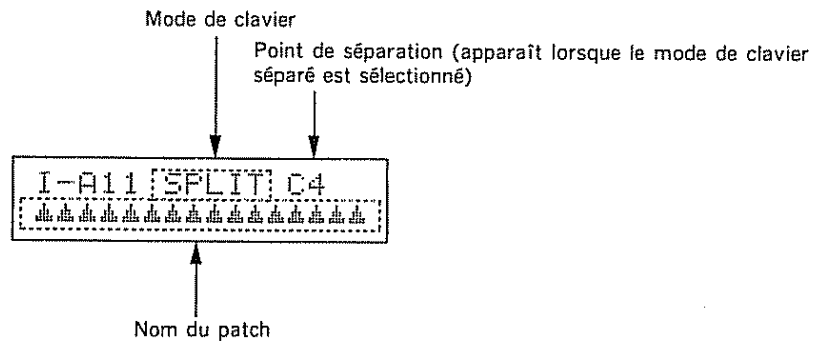 Mode de clavier
Point de séparation (apparaît lorsque le mode de clavier
séparé est sélectionné)
I-A11 SPLIT C4
Nom du patch